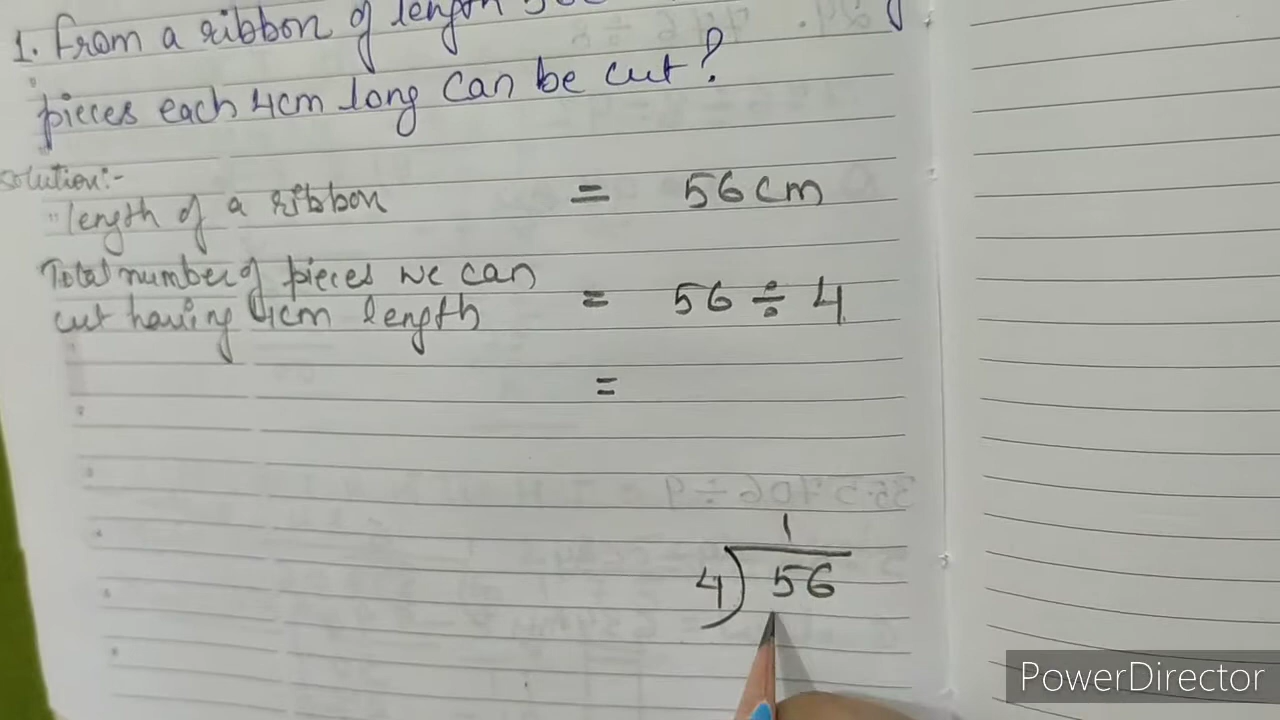 1. From a ribbon of length
pieces each 4cm long can be cut?
Solution:-
length of a ribbon = 56cm
Total number of pieces we can
cut having 4cm length = 56 ÷ 4
=
1
4) 56
PowerDirector